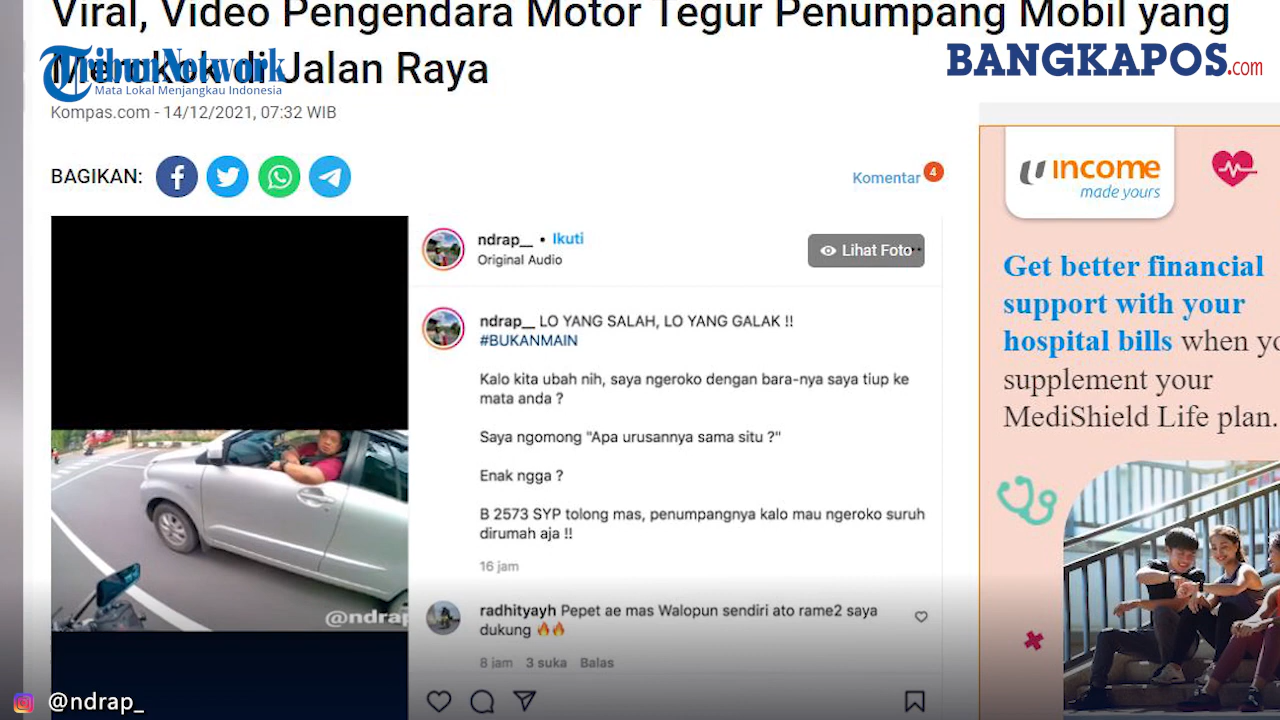 Viral, Video Pengendara Motor Tegur Penumpang Mobil yang
Merokok di Jalan Raya
Tribun Network
Mata Lokal Menjangkau Indonesia
BANGKAPOS.com
Kompas.com - 14/12/2021, 07:32 WIB
BAGIKAN:
Komentar 4
ndrap__ • Ikuti
Original Audio
Lihat Foto
ndrap__ LO YANG SALAH, LO YANG GALAK !!
#BUKANMAIN
Kalo kita ubah nih, saya ngeroko dengan bara-nya saya tiup ke
mata anda ?
Saya ngomong "Apa urusannya sama situ ?"
Enak ngga ?
B 2573 SYP tolong mas, penumpangnya kalo mau ngeroko suruh
dirumah aja !!
16 jam
radhityayh Pepet ae mas Walopun sendiri ato rame2 saya
dukung 🔥🔥
8 jam 3 suka Balas
@ndrap
@ndrap_
income
made yours
Get better financial
support with your
hospital bills when yo
supplement your
MediShield Life plan.